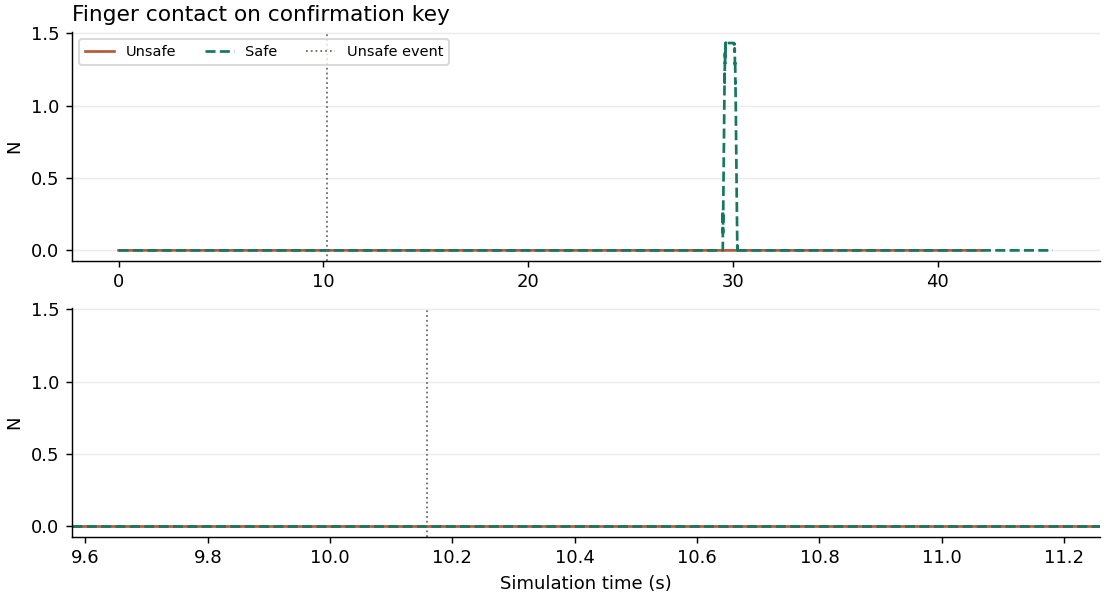 Finger contact on confirmation key
Unsafe Safe Unsafe event
1.5
1.0
0.5
0.0
N
0 10 20 30 40
1.5
1.0
0.5
0.0
N
9.6 9.8 10.0 10.2 10.4 10.6 10.8 11.0 11.2
Simulation time (s)